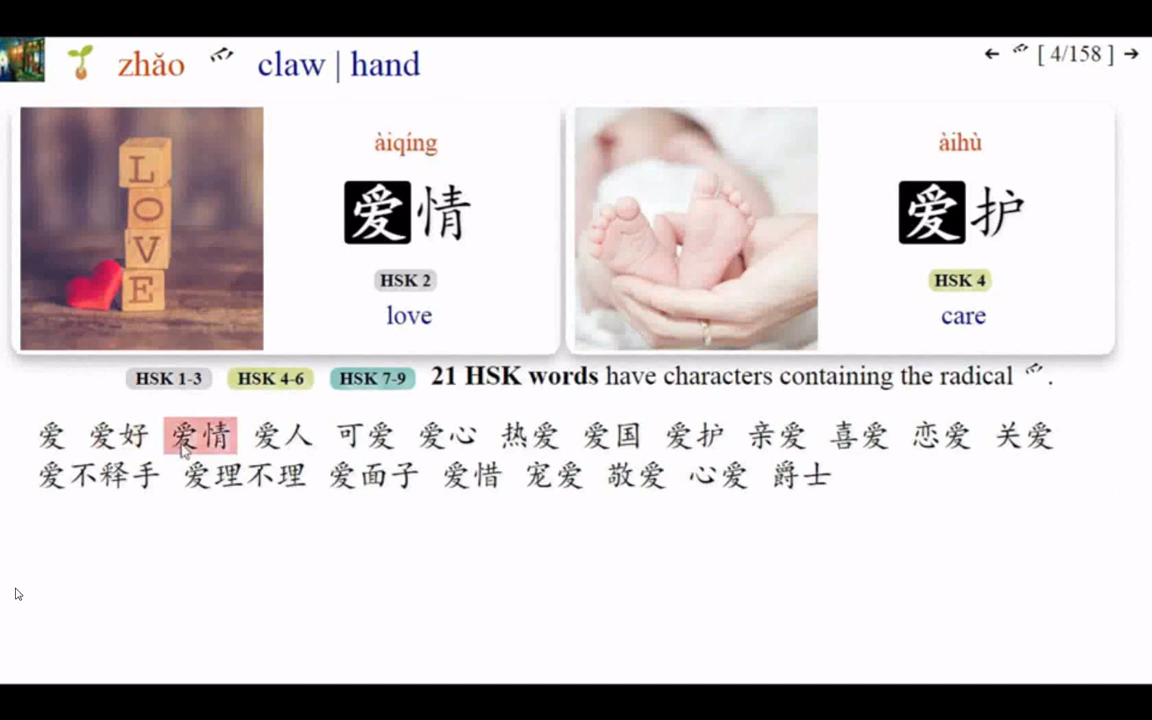 zhǎo 爫 claw | hand
← 爫 [ 4/158 ] →
L
O
V
E
àiqíng
爱情
HSK 2
love
àihù
爱护
HSK 4
care
HSK 1-3 HSK 4-6 HSK 7-9 21 HSK words have characters containing the radical 爫.
爱 爱好 爱情 爱人 可爱 爱心 热爱 爱国 爱护 亲爱 喜爱 恋爱 关爱
爱不释手 爱理不理 爱面子 爱惜 宠爱 敬爱 心爱 爵士